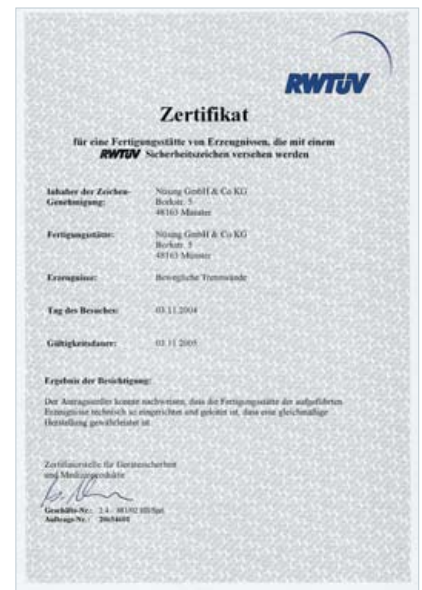 RWTÜV
Zertifikat
für eine Fertigungsstätte von Erzeugnissen, die mit einem
RWTÜV Sicherheitszeichen versehen werden
Inhaber der Zeichen-
Genehmigung:
Nüsing GmbH & Co KG
Borkstr. 5
48163 Münster
Fertigungsstätte:
Nüsing GmbH & Co KG
Borkstr. 5
48163 Münster
Erzeugnisse:
Bewegliche Trennwände
Tag des Besuches:
03.11.2004
Gültigkeitsdauer:
03.11.2005
Ergebnis der Besichtigung:
Der Antragsteller konnte nachweisen, dass die Fertigungsstätte der aufgeführten
Erzeugnisse technisch so eingerichtet und geleitet ist, dass eine gleichmäßige
Herstellung gewährleistet ist.
Zertifizierstelle für Gerätesicherheit
und Medizinprodukte
Geschäfts-Nr.: 2.4 -
Auftrags-Nr.: 20654601